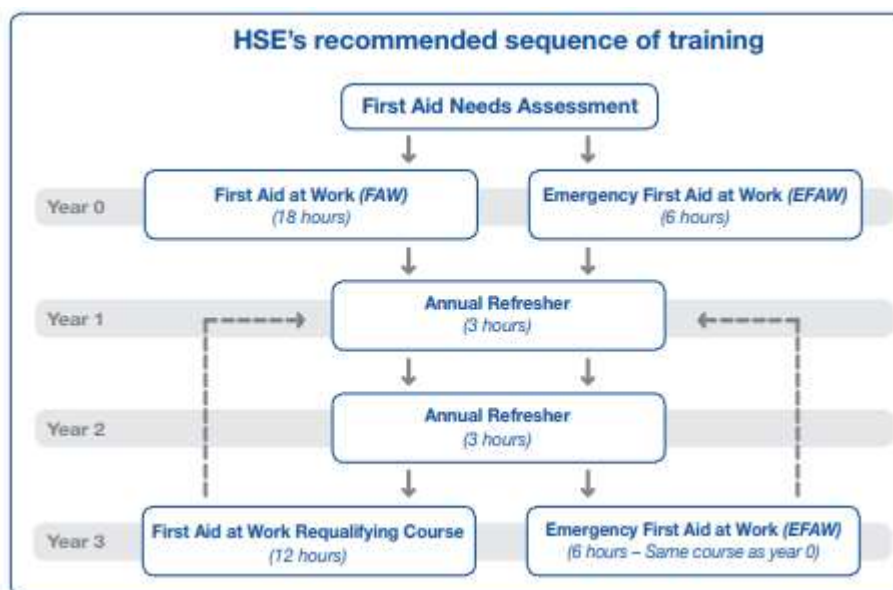 HSE's recommended sequence of training
First Aid Needs Assessment
Year 0
First Aid at Work (FAW)
(18 hours)
Emergency First Aid at Work (EFAW)
(6 hours)
Year 1
Annual Refresher
(3 hours)
Year 2
Annual Refresher
(3 hours)
Year 3
First Aid at Work Requalifying Course
(12 hours)
Emergency First Aid at Work (EFAW)
(6 hours – Same course as year 0)